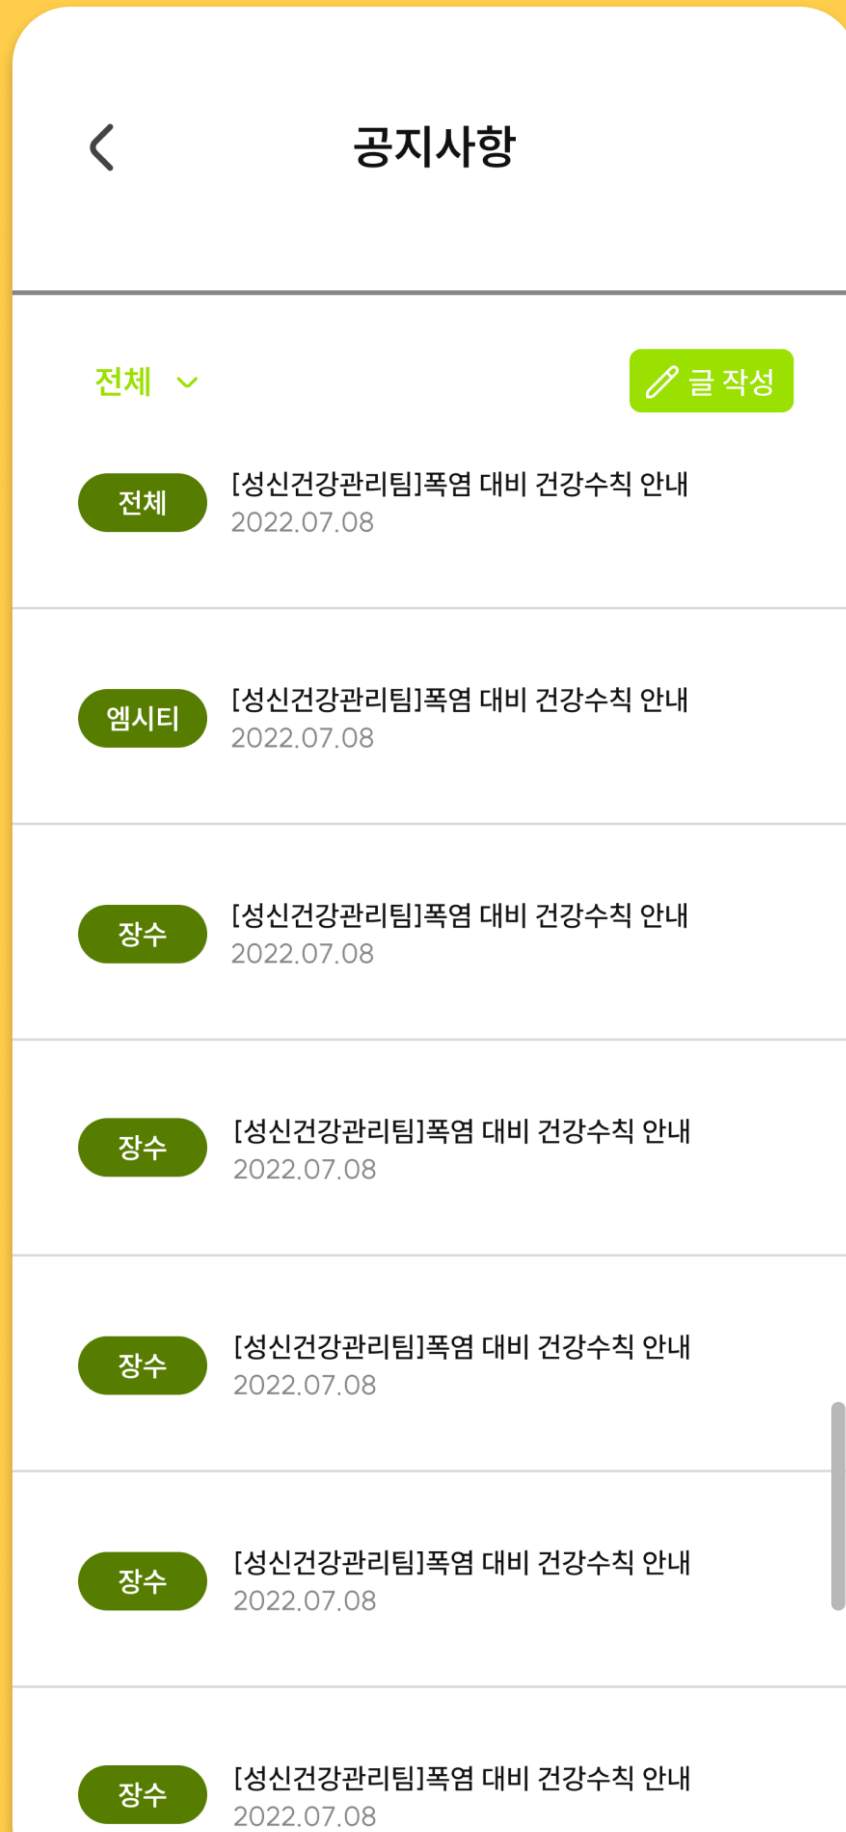 공지사항
전체
글 작성
전체
[성신건강관리팀]폭염 대비 건강수칙 안내
2022.07.08
엠시티
[성신건강관리팀]폭염 대비 건강수칙 안내
2022.07.08
장수
[성신건강관리팀]폭염 대비 건강수칙 안내
2022.07.08
장수
[성신건강관리팀]폭염 대비 건강수칙 안내
2022.07.08
장수
[성신건강관리팀]폭염 대비 건강수칙 안내
2022.07.08
장수
[성신건강관리팀]폭염 대비 건강수칙 안내
2022.07.08
장수
[성신건강관리팀]폭염 대비 건강수칙 안내
2022.07.08